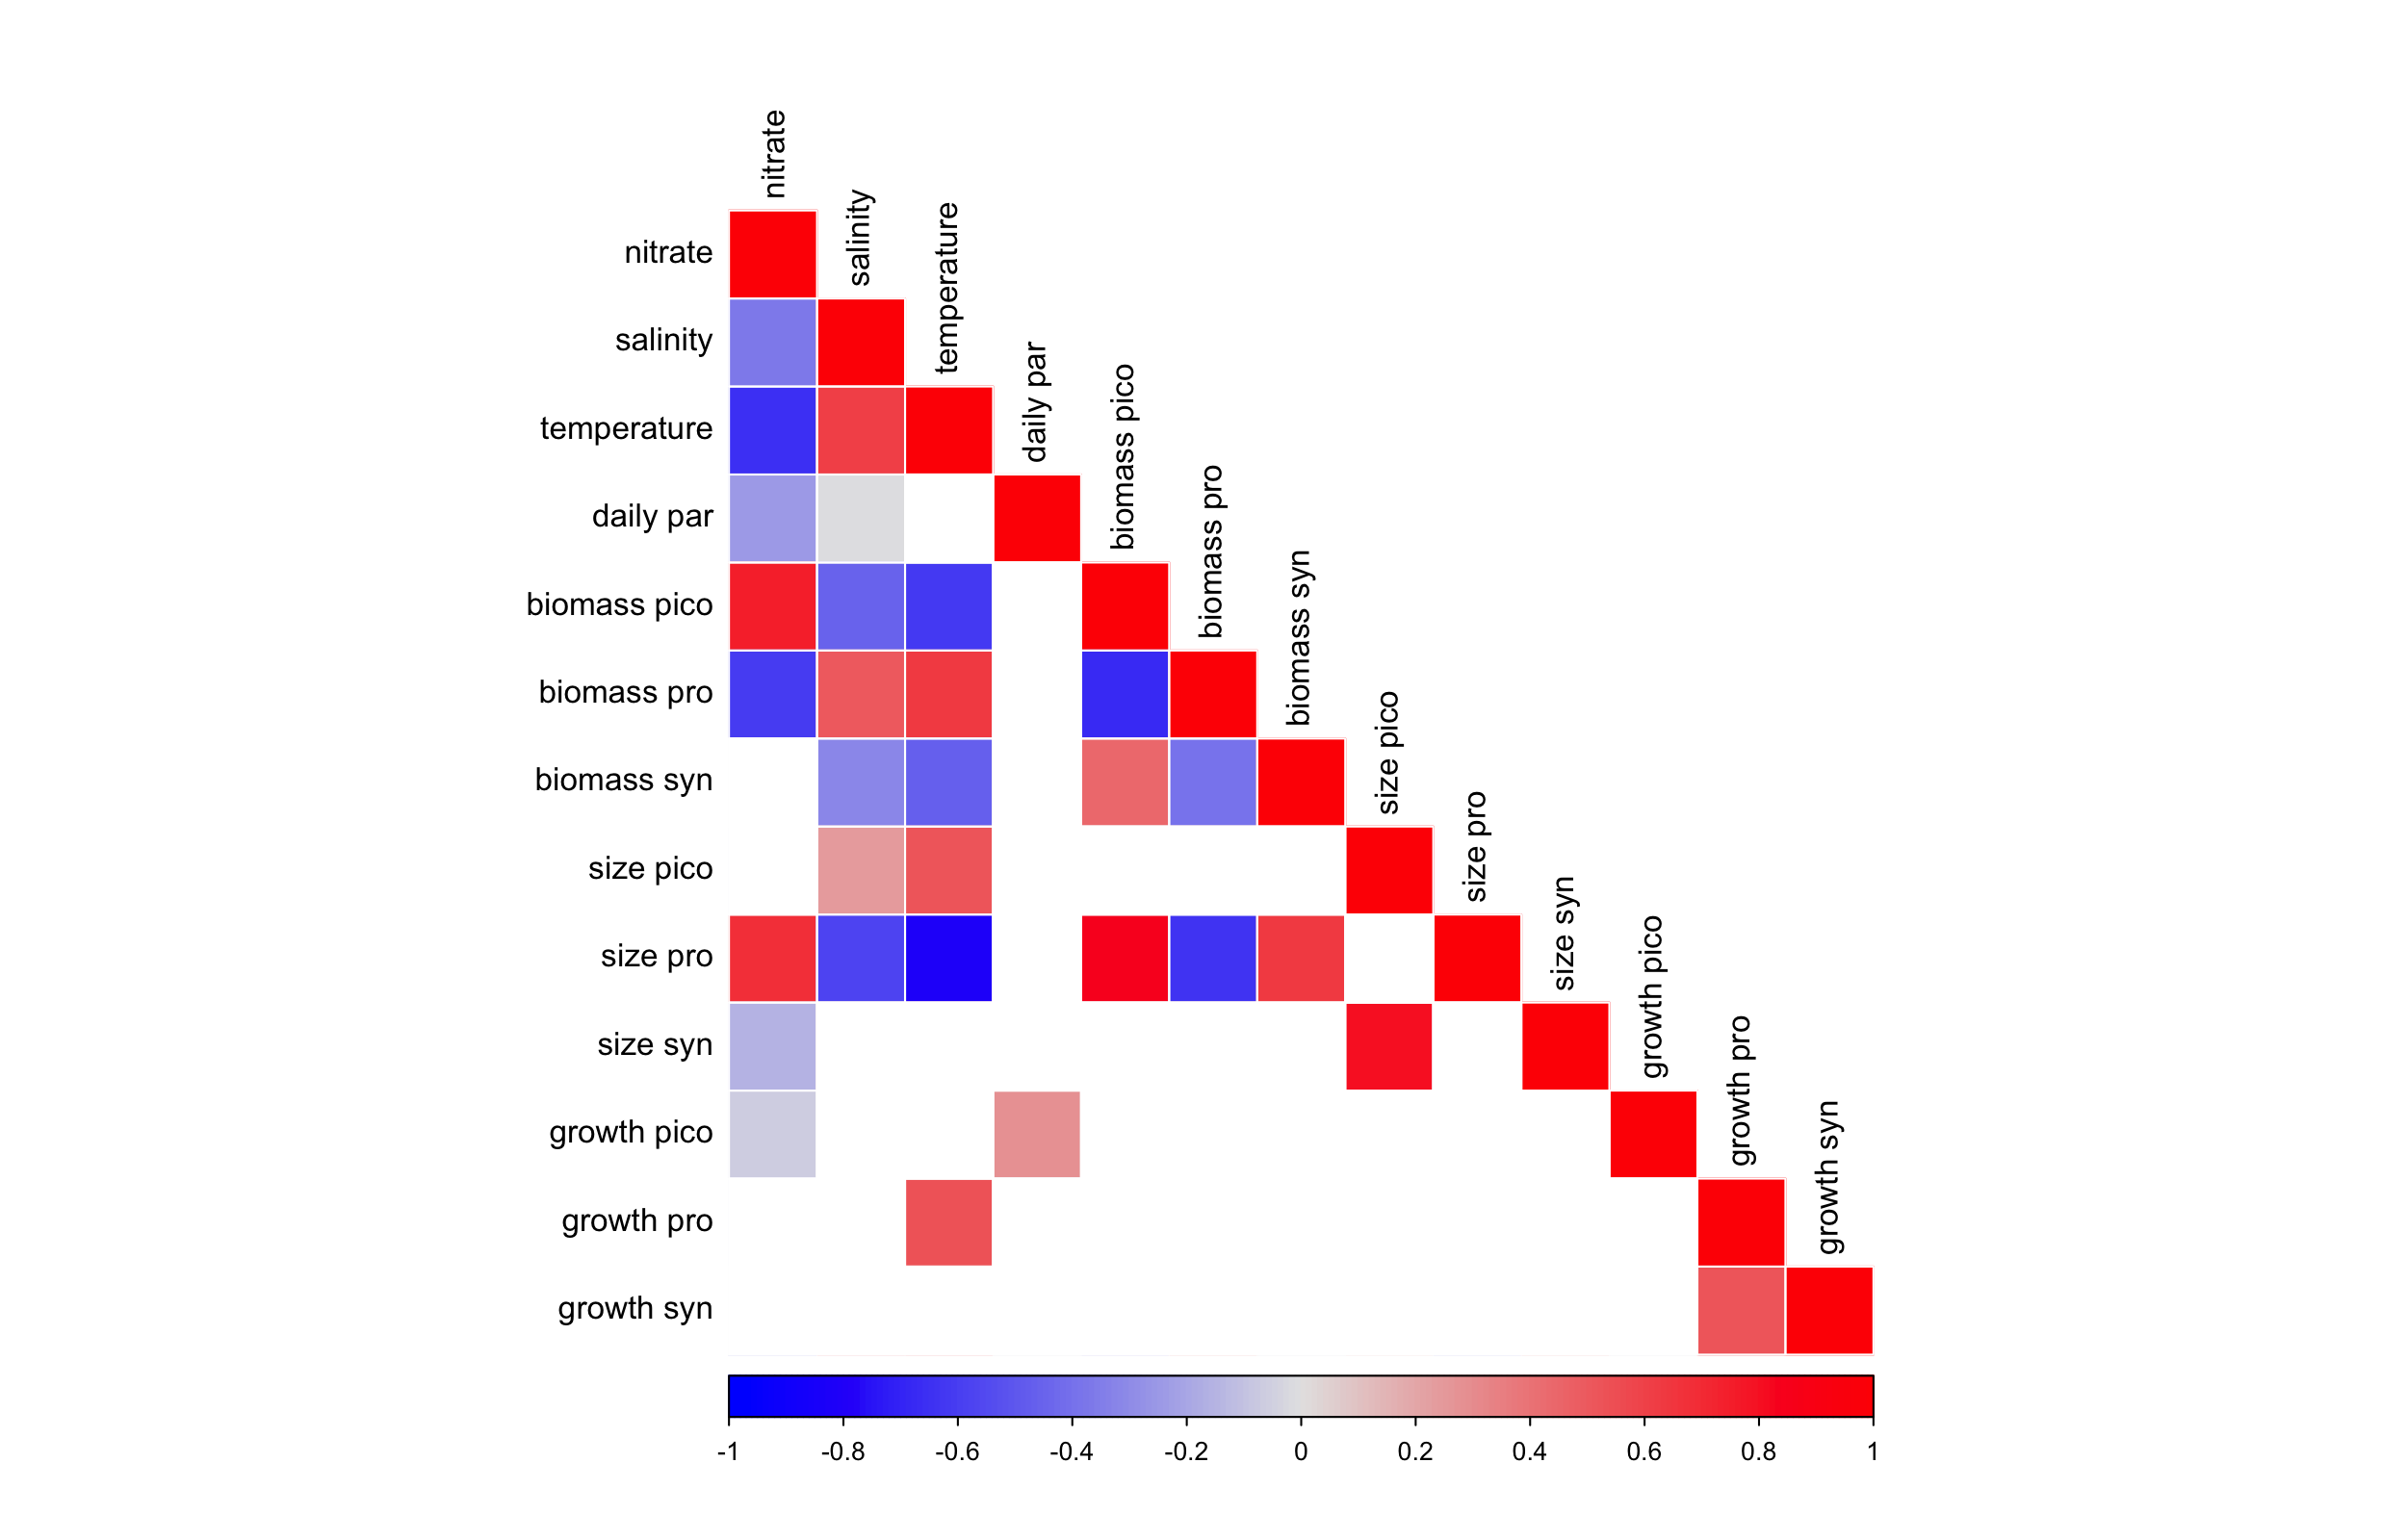 nitrate
salinity
temperature
daily par
biomass pico
biomass pro
biomass syn
size pico
size pro
size syn
growth pico
growth pro
growth syn
nitrate
salinity
temperature
daily par
biomass pico
biomass pro
biomass syn
size pico
size pro
size syn
growth pico
growth pro
growth syn
-1 -0.8 -0.6 -0.4 -0.2 0 0.2 0.4 0.6 0.8 1